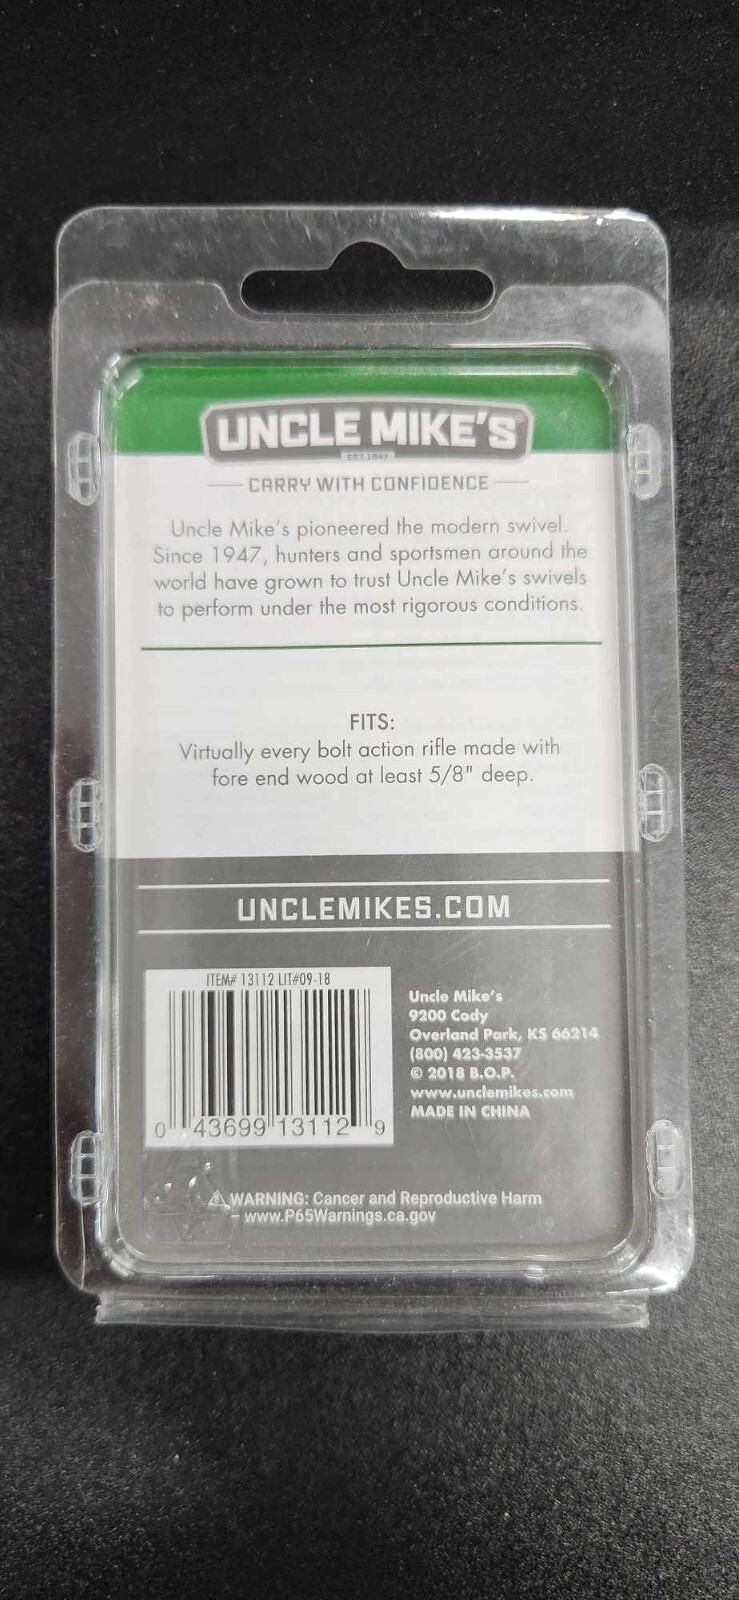 UNCLE MIKE'S®
EST. 1947
CARRY WITH CONFIDENCE
Uncle Mike's pioneered the modern swivel.
Since 1947, hunters and sportsmen around the
world have grown to trust Uncle Mike's swivels
to perform under the most rigorous conditions.
FITS:
Virtually every bolt action rifle made with
fore end wood at least 5/8" deep.
UNCLEMIKES.COM
ITEM# 13112 LIT#09-18
0 43699 13112 9
Uncle Mike's
9200 Cody
Overland Park, KS 66214
(800) 423-3537
© 2018 B.O.P.
www.unclemikes.com
MADE IN CHINA
WARNING: Cancer and Reproductive Harm
– www.P65Warnings.ca.gov